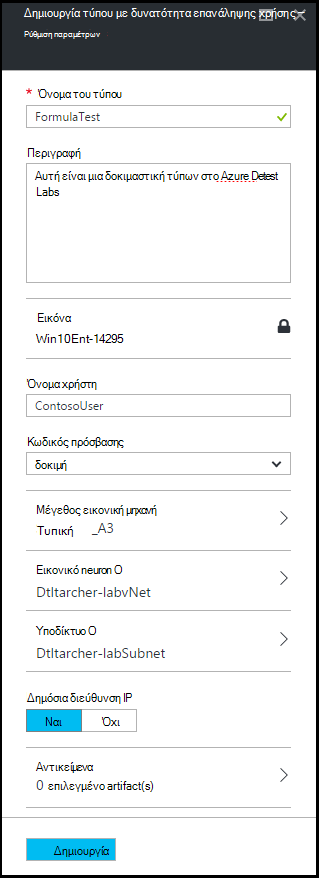 Δημιουργία τύπου με δυνατότητα επανάληψης χρήσης
Ρύθμιση παραμέτρων
* Όνομα του τύπου
FormulaTest
Περιγραφή
Αυτή είναι μια δοκιμαστική τύπων στο Azure Detest
Labs
Εικόνα
Win10Ent-14295
Όνομα χρήστη
ContosoUser
Κωδικός πρόσβασης
δοκιμή
Μέγεθος εικονική μηχανή
Τυπική _A3
Εικονικό neuron Ο
Dtltarcher-labvNet
Υποδίκτυο Ο
Dtltarcher-labSubnet
Δημόσια διεύθυνση IP
Ναι Όχι
Αντικείμενα
0 επιλεγμένο artifact(s)
Δημιουργία